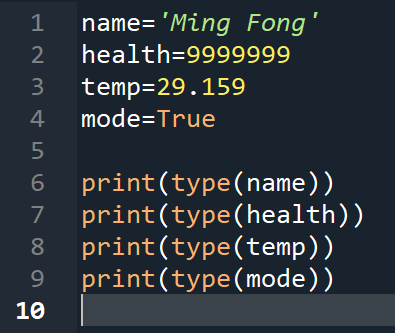 1 name='Ming Fong'
2 health=9999999
3 temp=29.159
4 mode=True
5
6 print(type(name))
7 print(type(health))
8 print(type(temp))
9 print(type(mode))
10